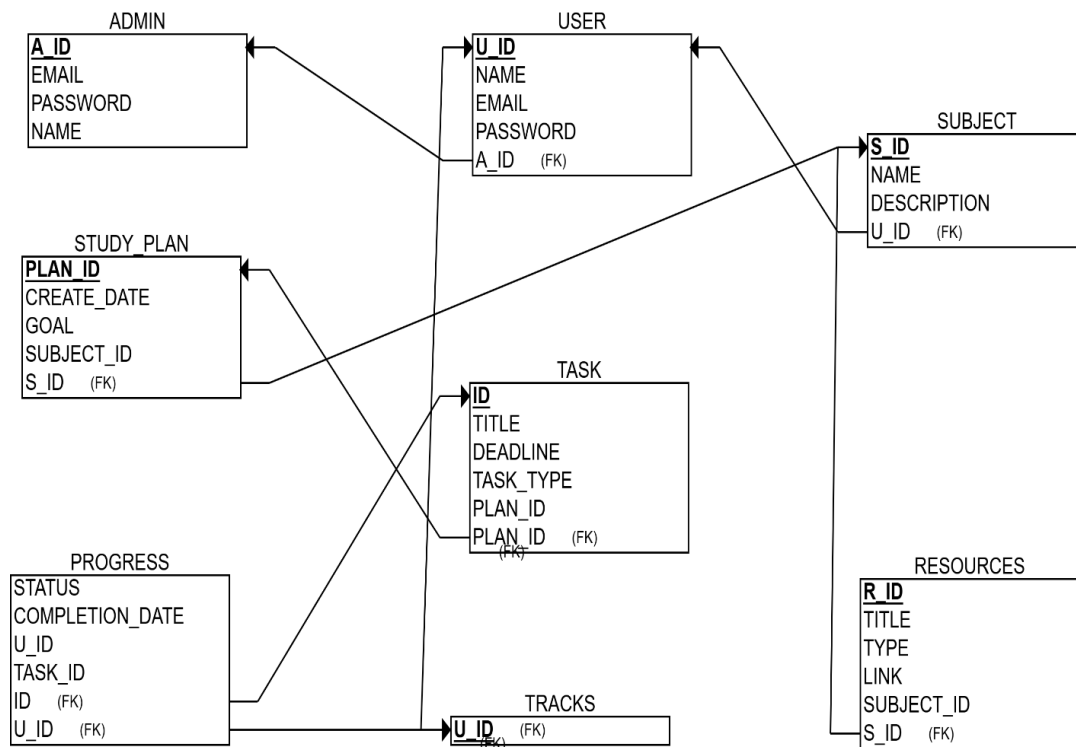 ADMIN
A_ID
EMAIL
PASSWORD
NAME
USER
U_ID
NAME
EMAIL
PASSWORD
A_ID (FK)
SUBJECT
S_ID
NAME
DESCRIPTION
U_ID (FK)
STUDY_PLAN
PLAN_ID
CREATE_DATE
GOAL
SUBJECT_ID
S_ID (FK)
TASK
ID
TITLE
DEADLINE
TASK_TYPE
PLAN_ID
PLAN_ID (FK)
(FK)
PROGRESS
STATUS
COMPLETION_DATE
U_ID
TASK_ID
ID (FK)
U_ID (FK)
TRACKS
U_ID (FK)
(FK)
RESOURCES
R_ID
TITLE
TYPE
LINK
SUBJECT_ID
S_ID (FK)